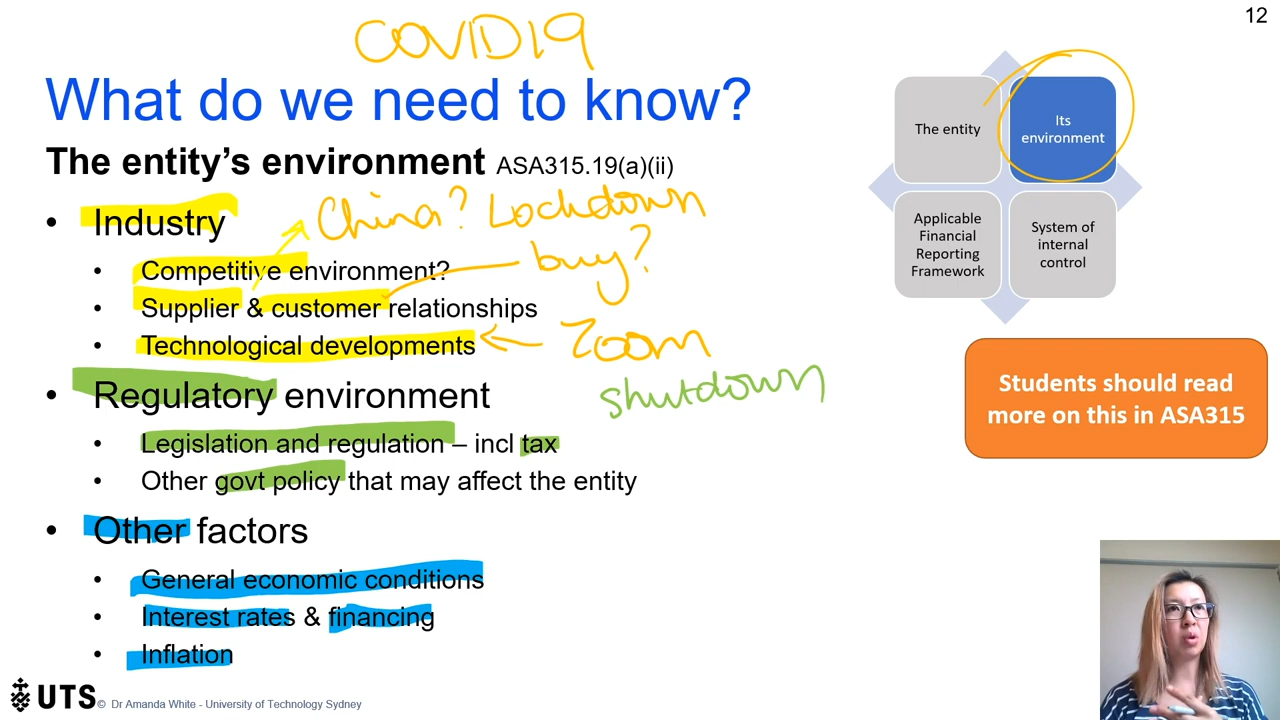 12
COVID19
What do we need to know?
The entity's environment ASA315.19(a)(ii)
• Industry
China? Lockdown
• Competitive environment?
buy?
• Supplier & customer relationships
• Technological developments
Zoom
• Regulatory environment
shutdown
• Legislation and regulation – incl tax
• Other govt policy that may affect the entity
• Other factors
• General economic conditions
• Interest rates & financing
• Inflation
The entity
Its
environment
Applicable
Financial
Reporting
Framework
System of
internal
control
Students should read
more on this in ASA315
UTS
© Dr Amanda White - University of Technology Sydney